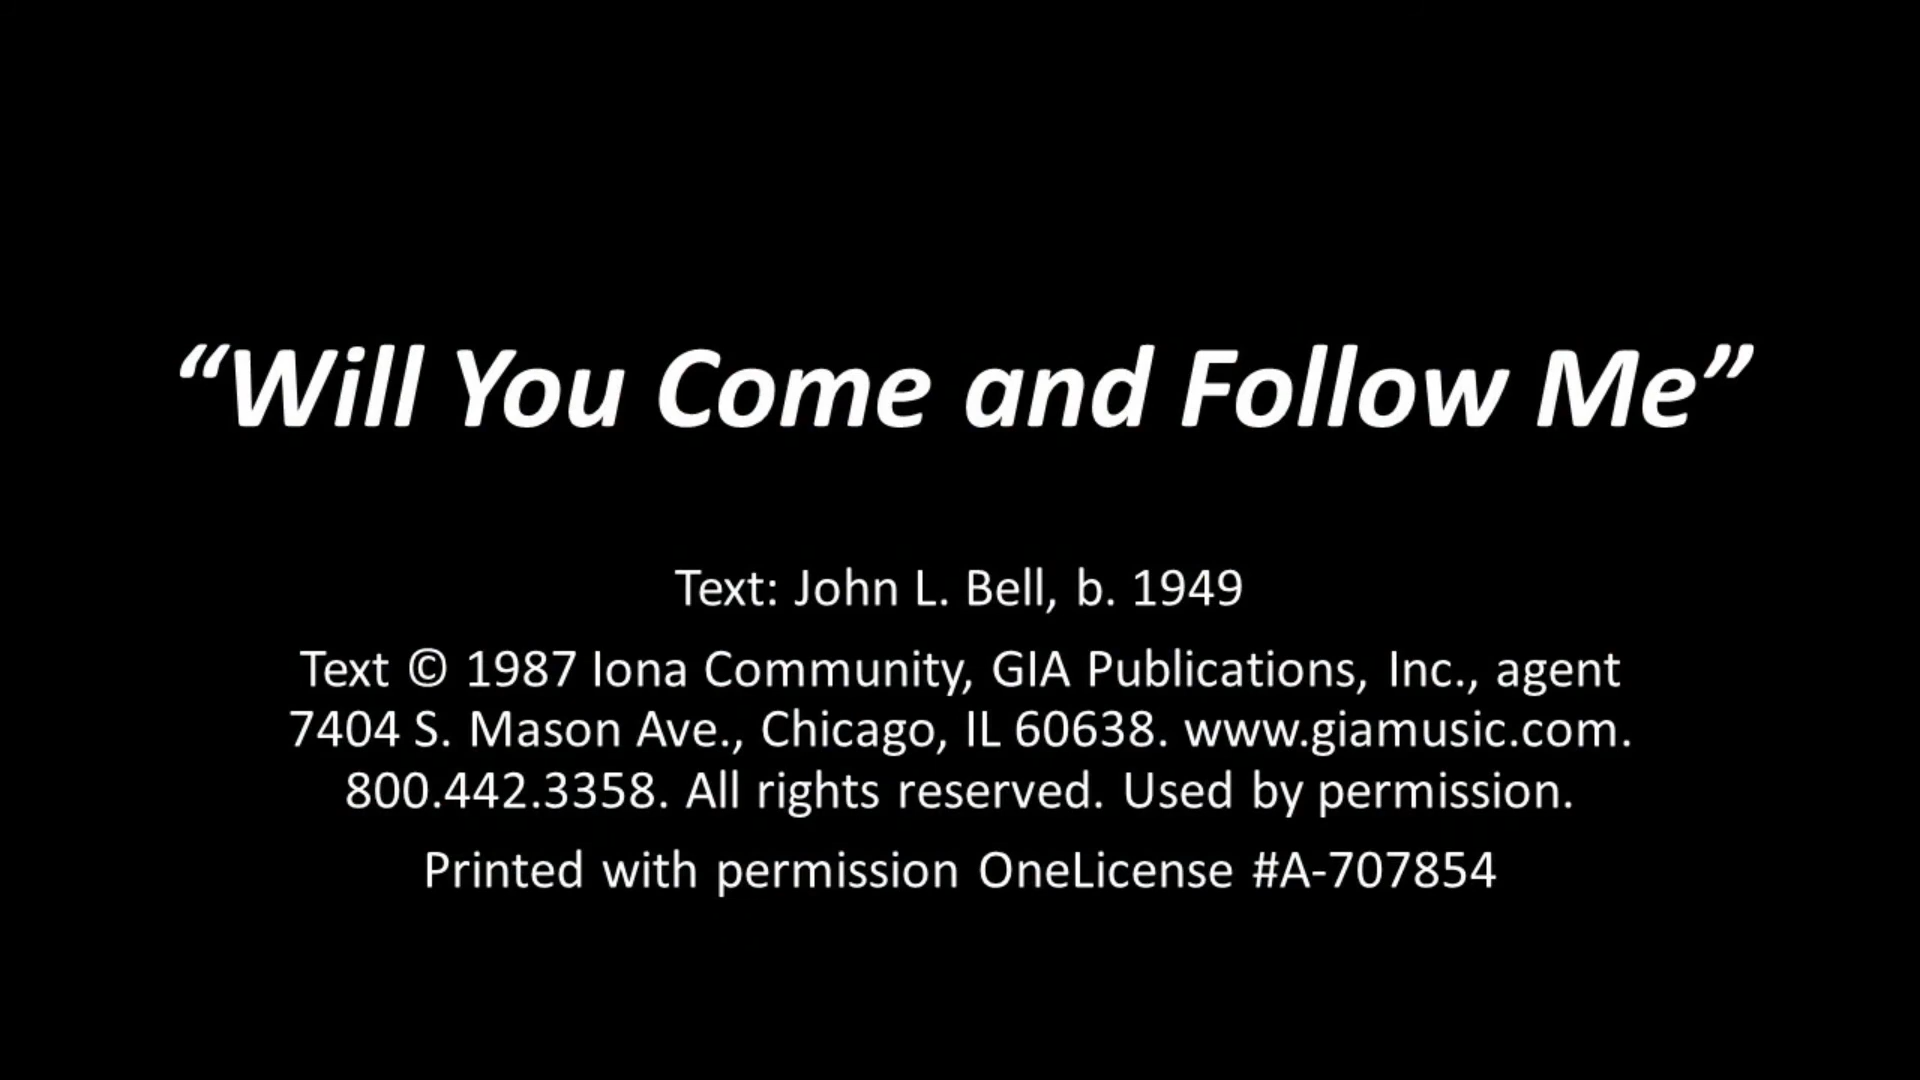 “Will You Come and Follow Me”
Text: John L. Bell, b. 1949
Text © 1987 Iona Community, GIA Publications, Inc., agent
7404 S. Mason Ave., Chicago, IL 60638. www.giamusic.com.
800.442.3358. All rights reserved. Used by permission.
Printed with permission OneLicense #A-707854